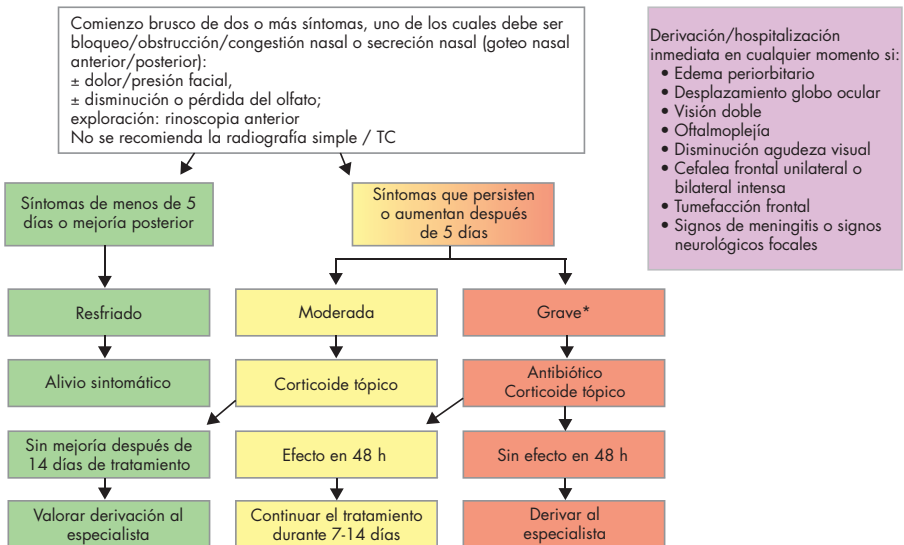 Comienzo brusco de dos o más síntomas, uno de los cuales debe ser
bloqueo/obstrucción/congestión nasal o secreción nasal (goteo nasal
anterior/posterior):
± dolor/presión facial,
± disminución o pérdida del olfato;
exploración: rinoscopia anterior
No se recomienda la radiografía simple / TC
Derivación/hospitalización
inmediata en cualquier momento si:
• Edema periorbitario
• Desplazamiento globo ocular
• Visión doble
• Oftalmoplejía
• Disminución agudeza visual
• Cefalea frontal unilateral o
bilateral intensa
• Tumefacción frontal
• Signos de meningitis o signos
neurológicos focales
Síntomas de menos de 5
días o mejoría posterior
Síntomas que persisten
o aumentan después
de 5 días
Resfriado
Moderada
Grave*
Alivio sintomático
Corticoide tópico
Antibiótico
Corticoide tópico
Sin mejoría después de
14 días de tratamiento
Efecto en 48 h
Sin efecto en 48 h
Valorar derivación al
especialista
Continuar el tratamiento
durante 7-14 días
Derivar al
especialista